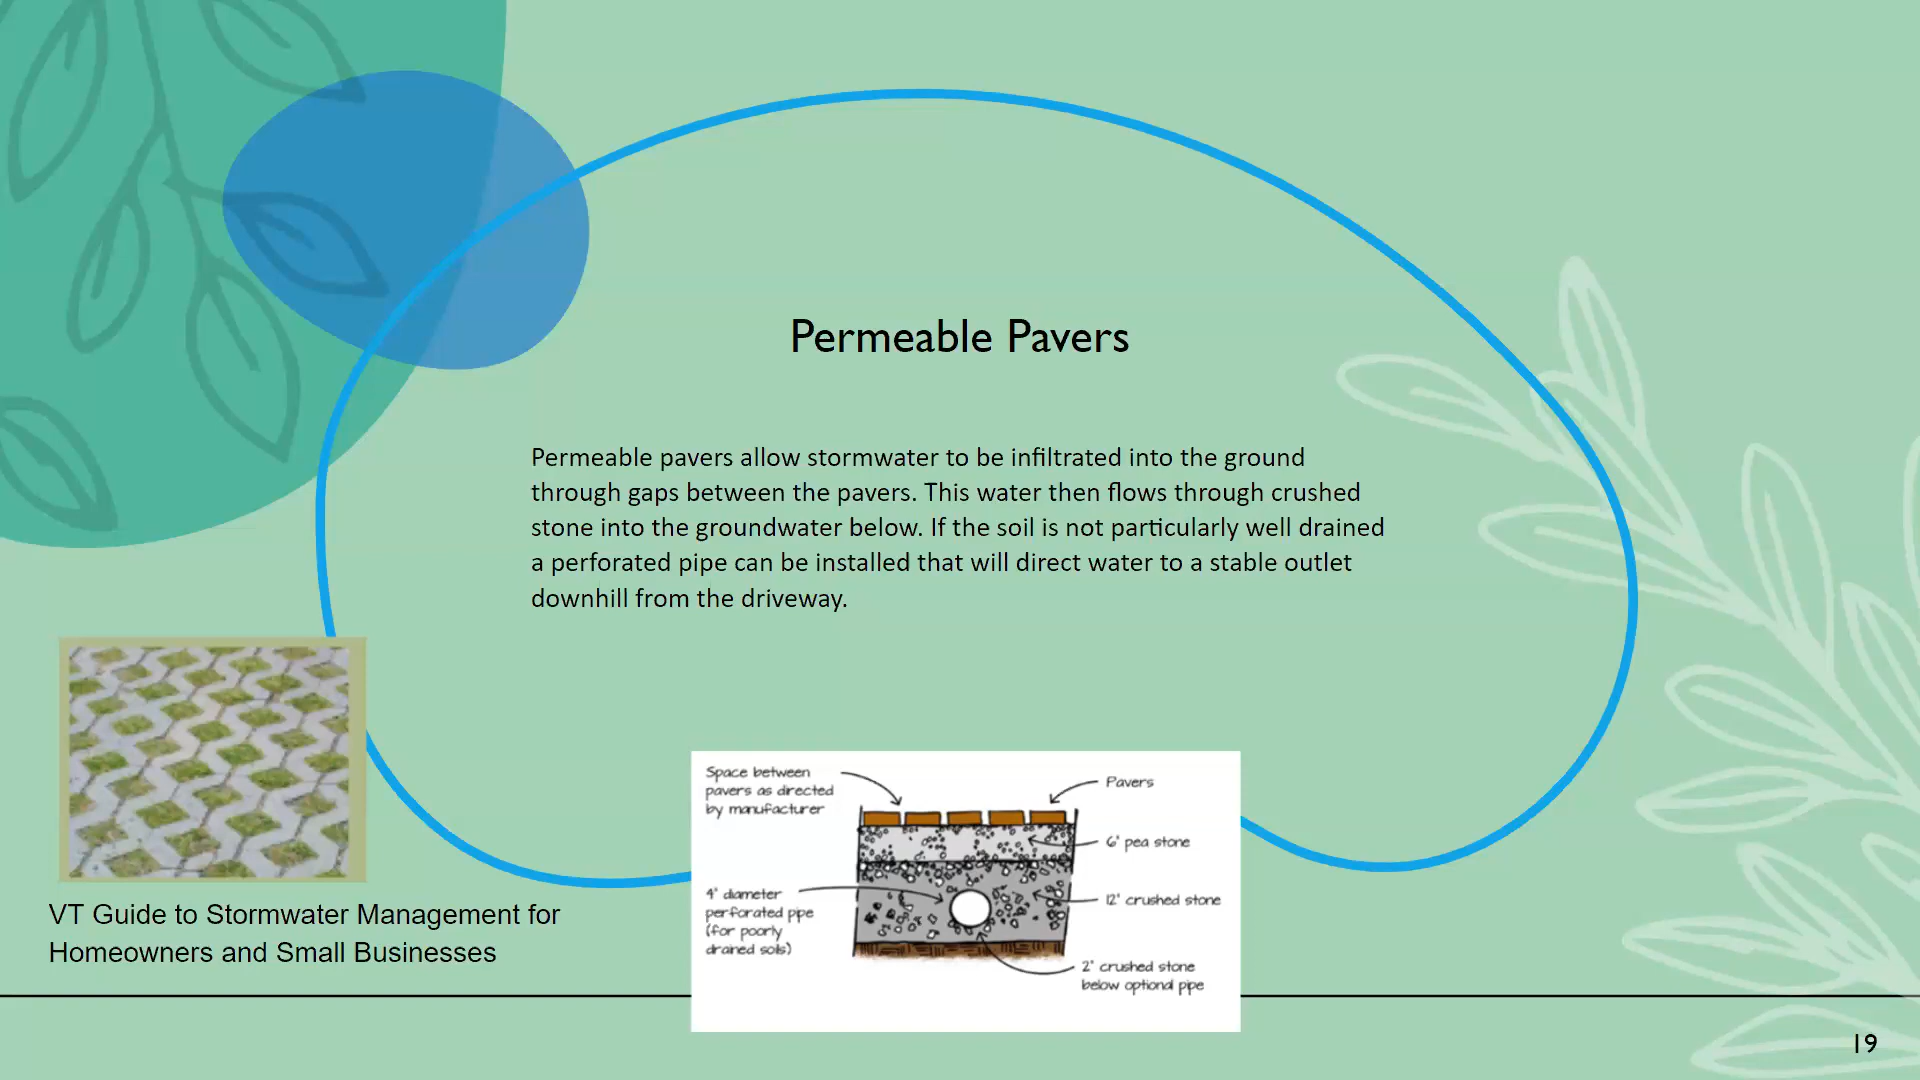 Permeable Pavers
Permeable pavers allow stormwater to be infiltrated into the ground
through gaps between the pavers. This water then flows through crushed
stone into the groundwater below. If the soil is not particularly well drained
a perforated pipe can be installed that will direct water to a stable outlet
downhill from the driveway.
Space between
pavers as directed
by manufacturer
Pavers
6" pea stone
4" diameter
perforated pipe
(for poorly
drained soils)
12" crushed stone
2" crushed stone
below optional pipe
VT Guide to Stormwater Management for
Homeowners and Small Businesses
19